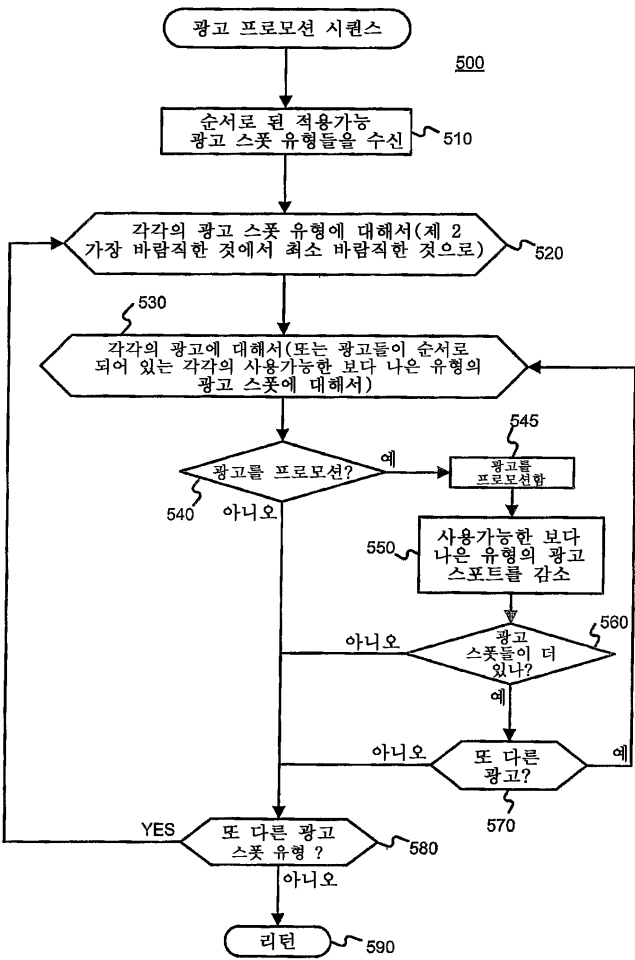 광고 프로모션 시퀀스
500
순서로 된 적용가능
광고 스폿 유형들을 수신
510
각각의 광고 스폿 유형에 대해서(제 2
가장 바람직한 것에서 최소 바람직한 것으로)
520
530
각각의 광고에 대해서(또는 광고들이 순서로
되어 있는 각각의 사용가능한 보다 나은 유형의
광고 스폿에 대해서)
광고를 프로모션?
예
540
아니오
545
광고를
프로모션함
550
사용가능한 보다
나은 유형의 광고
스포트를 감소
560
광고
스폿들이 더
있나?
아니오
예
또 다른
광고?
아니오
예
570
YES
또 다른 광고
스폿 유형 ?
580
아니오
리턴
590